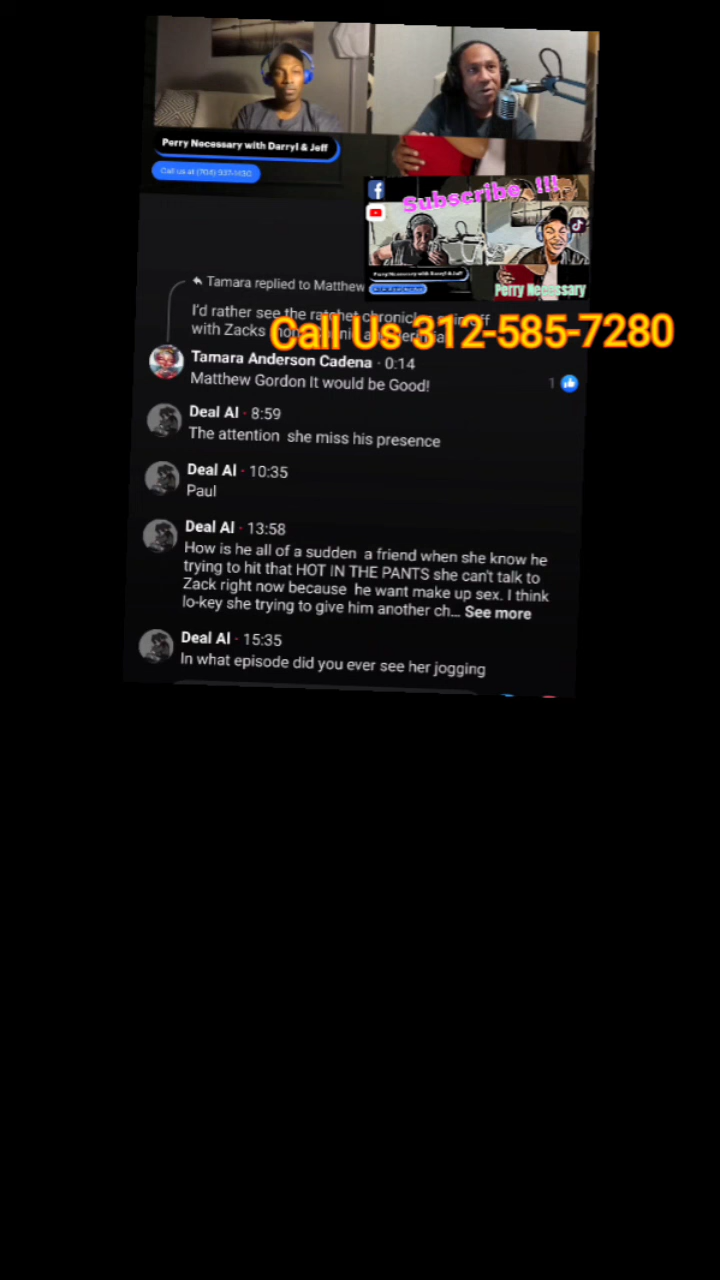 Perry Necessary with Darryl & Jeff
Call us at (704)
Subscribe !!!
Perry Necessary with Darryl & Jeff
Perry Necessary
Tamara replied to Matthew
I'd rather see the ratchet chronicles
with Zacks
Call Us 312-585-7280
Tamara Anderson Cadena · 0:14
Matthew Gordon It would be Good!
1
Deal Al · 8:59
The attention she miss his presence
Deal Al · 10:35
Paul
Deal Al · 13:58
How is he all of a sudden a friend when she know he
trying to hit that HOT IN THE PANTS she can't talk to
Zack right now because he want make up sex. I think
lo-key she trying to give him another ch... See more
Deal Al · 15:35
In what episode did you ever see her jogging